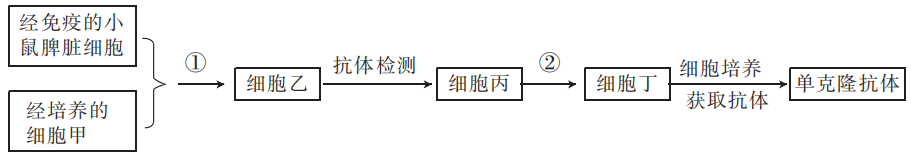 经免疫的小
鼠脾脏细胞
经培养的
细胞甲
①
细胞乙
抗体检测
细胞丙
②
细胞丁
细胞培养
获取抗体
单克隆抗体